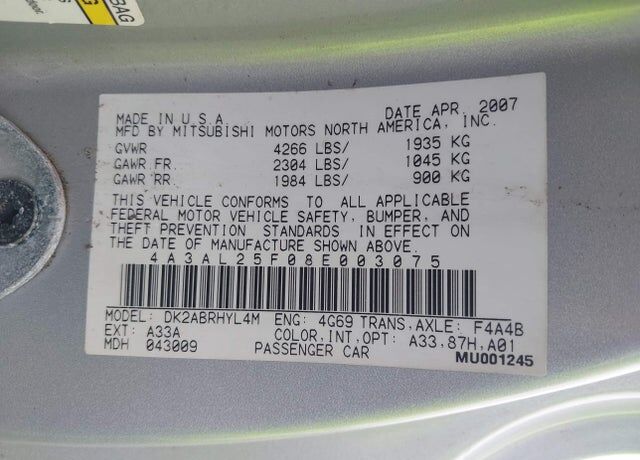 BAG
MADE IN U.S.A DATE APR. 2007
MFD BY MITSUBISHI MOTORS NORTH AMERICA, INC.
GVWR 4266 LBS/ 1935 KG
GAWR FR 2304 LBS/ 1045 KG
GAWR RR 1984 LBS/ 900 KG
THIS VEHICLE CONFORMS TO ALL APPLICABLE
FEDERAL MOTOR VEHICLE SAFETY, BUMPER, AND
THEFT PREVENTION STANDARDS IN EFFECT ON
THE DATE OF MANUFACTURE SHOWN ABOVE.
4A3AL25F08E003075
MODEL: DK2ABRHYL4M ENG: 4G69 TRANS,AXLE: F4A4B
EXT: A33A COLOR,INT,OPT: A33,87H,A01
MDH 043009 PASSENGER CAR MU001245